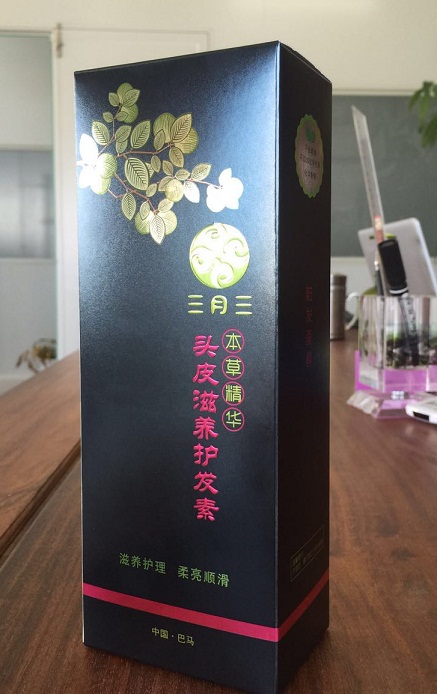 三月三
本草精华
头皮滋养护发素
滋养护理 柔亮顺滑
中国·巴马